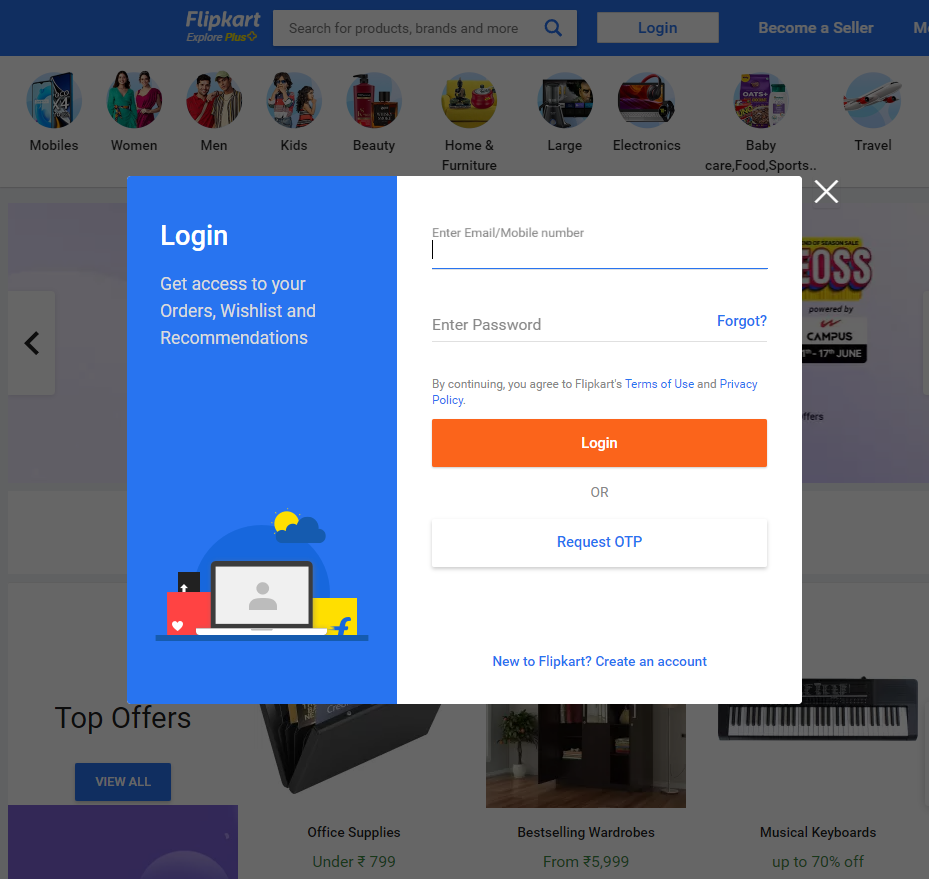 Flipkart
Explore Plus
Search for products, brands and more
Login
Become a Seller
Mobiles
Women
Men
Kids
Beauty
Home &
Furniture
Large
Electronics
Baby
care,Food,Sports..
Travel
OATS+
Login
Get access to your
Orders, Wishlist and
Recommendations
Enter Email/Mobile number
Enter Password
Forgot?
By continuing, you agree to Flipkart's Terms of Use and Privacy
Policy.
Login
OR
Request OTP
New to Flipkart? Create an account
END OF SEASON SALE
EOSS
powered by
CAMPUS
17TH JUNE
Top Offers
VIEW ALL
Office Supplies
Under ₹ 799
Bestselling Wardrobes
From ₹5,999
Musical Keyboards
up to 70% off